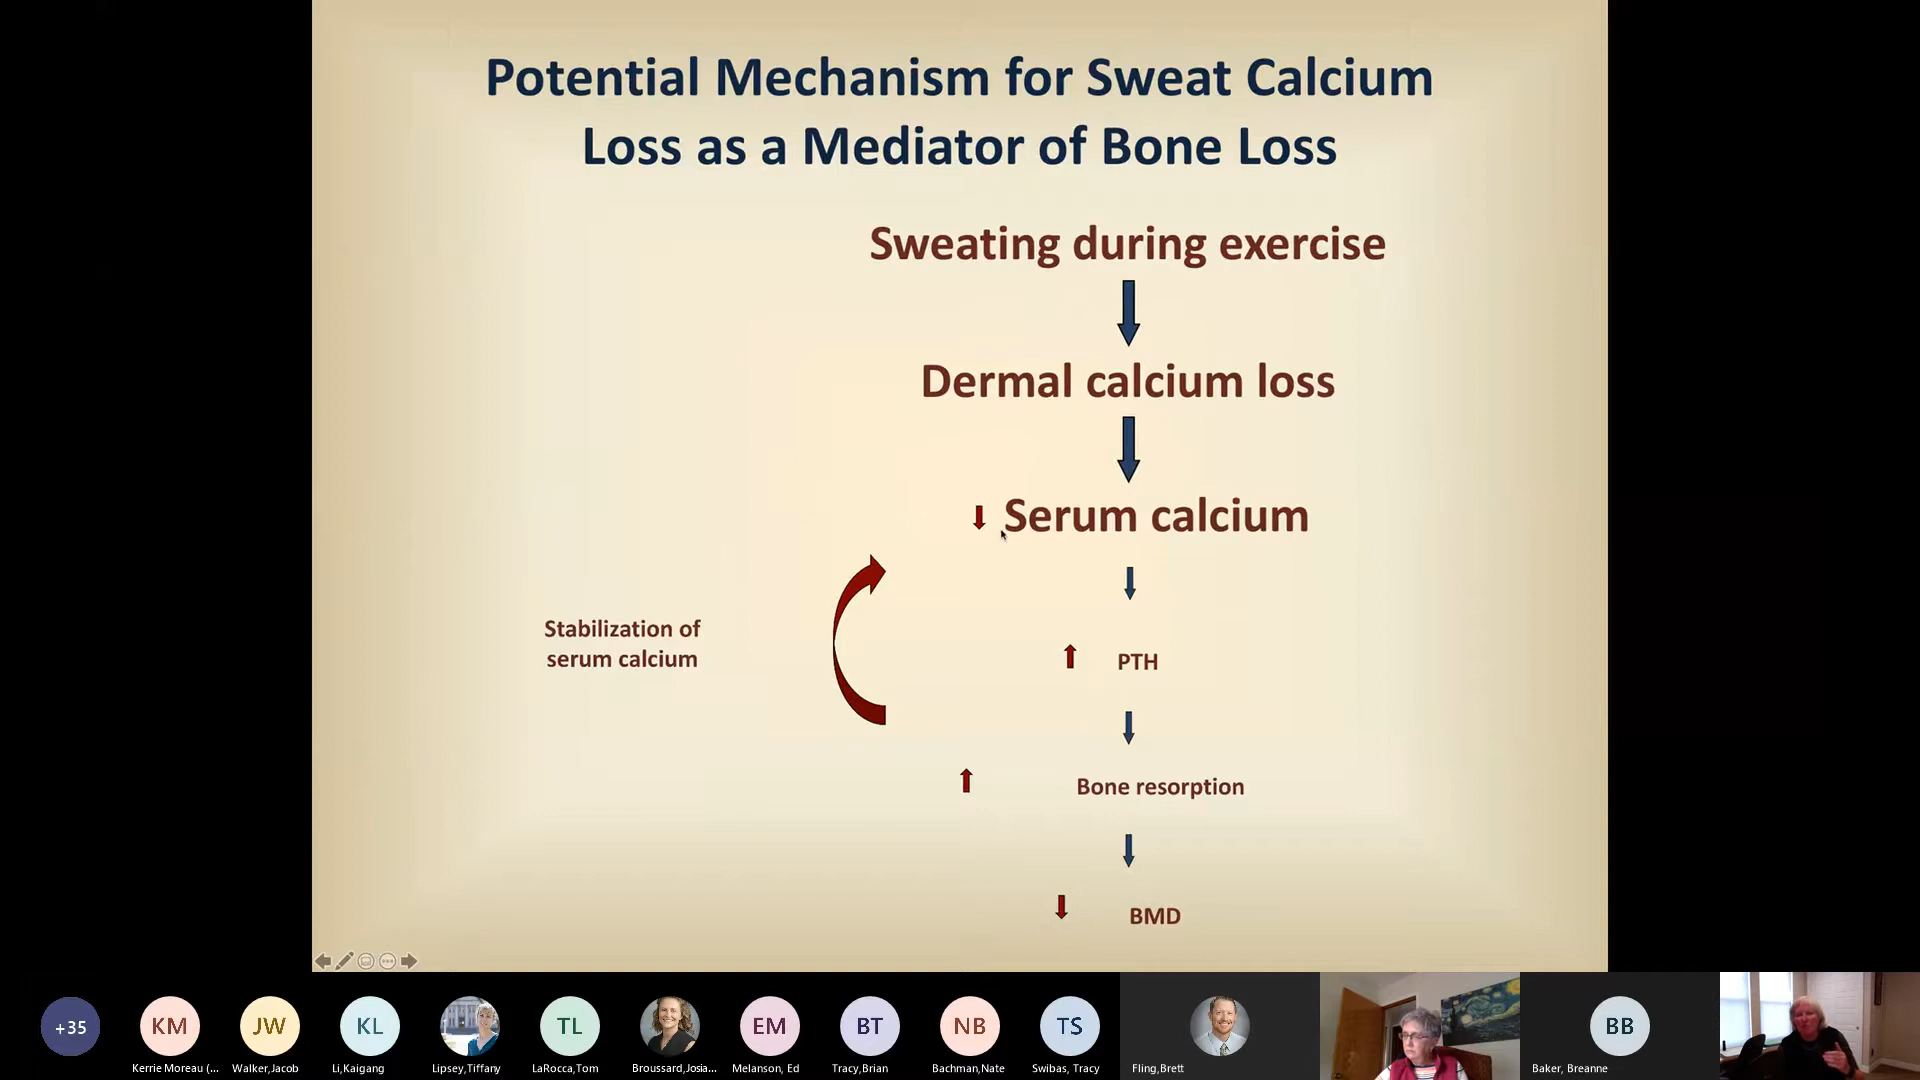 Potential Mechanism for Sweat Calcium
Loss as a Mediator of Bone Loss
Sweating during exercise
Dermal calcium loss
Serum calcium
Stabilization of
serum calcium
PTH
Bone resorption
BMD
+35
KM
JW
KL
TL
EM
BT
NB
TS
BB
Kerrie Moreau (...
Walker,Jacob
Li,Kaigang
Lipsey,Tiffany
LaRocca,Tom
Broussard,Josia...
Melanson, Ed
Tracy,Brian
Bachman,Nate
Swibas, Tracy
Fling,Brett
Baker, Breanne